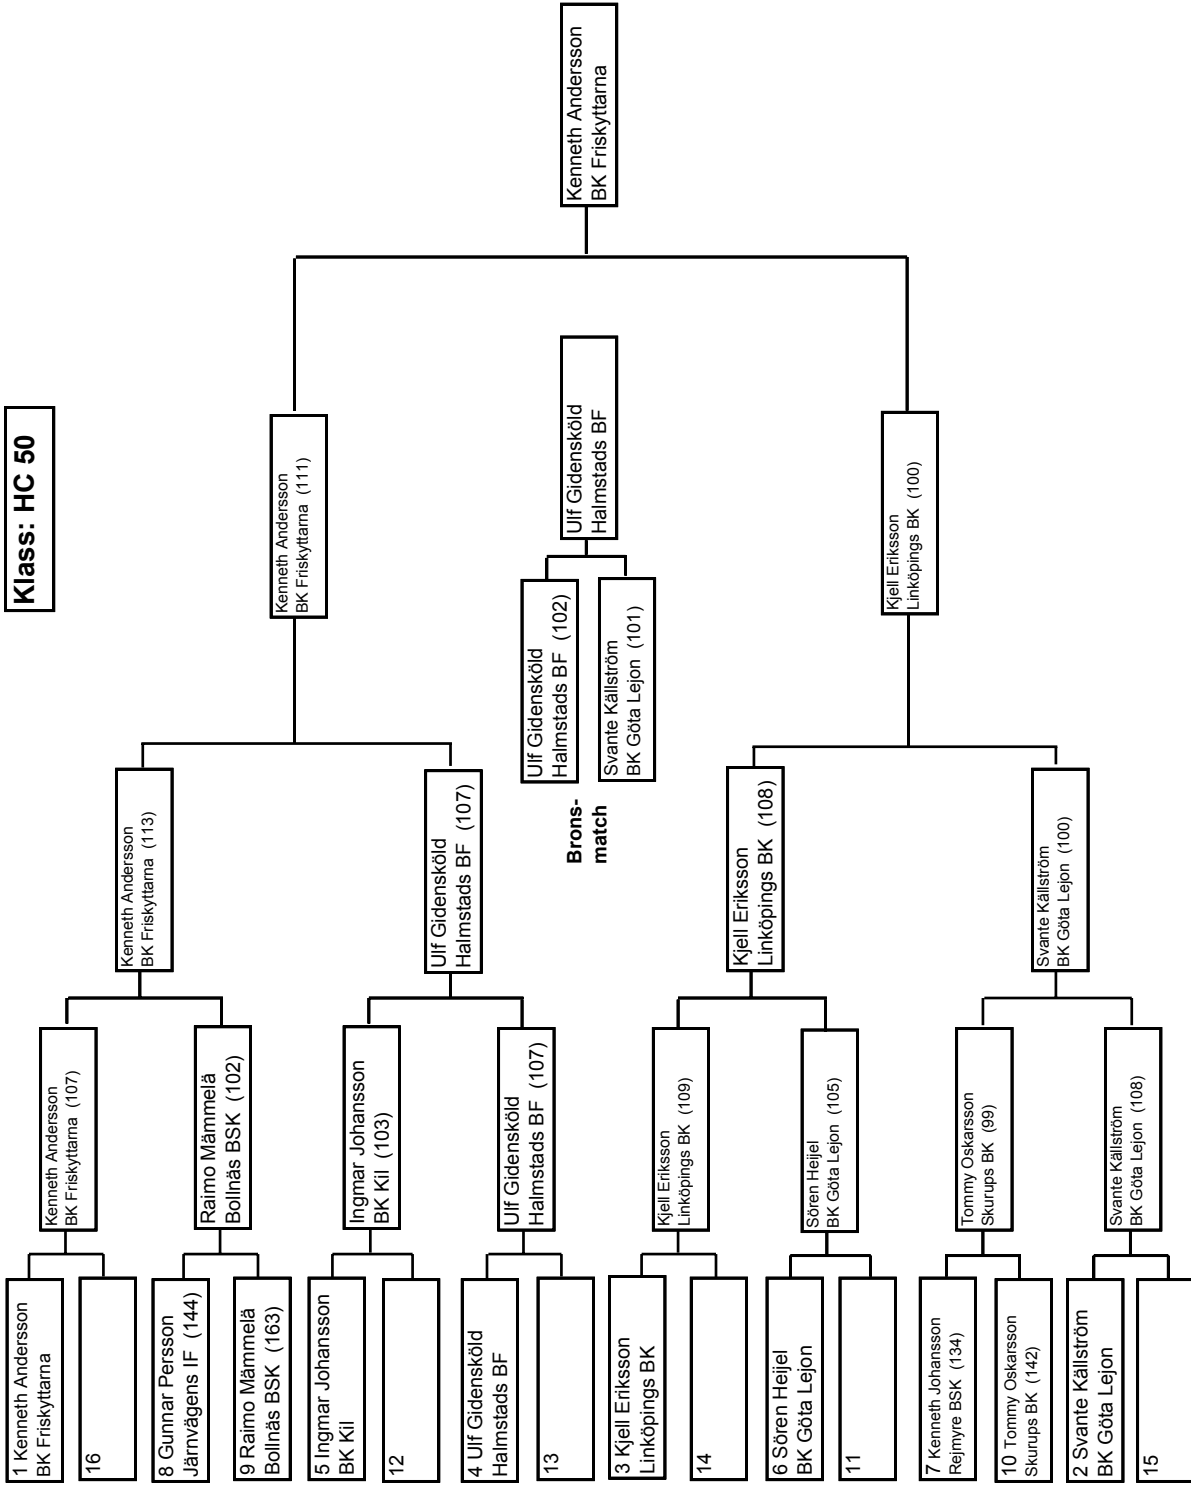 Klass: HC 50
1 Kenneth Andersson
BK Friskyttarna
16
8 Gunnar Persson
Järnvägens IF (144)
9 Raimo Mämmelä
Bollnäs BSK (163)
5 Ingmar Johansson
BK Kil
12
4 Ulf Gidensköld
Halmstads BF
13
3 Kjell Eriksson
Linköpings BK
14
6 Sören Heijel
BK Göta Lejon
11
7 Kenneth Johansson
Rejmyre BSK (134)
10 Tommy Oskarsson
Skurups BK (142)
2 Svante Källström
BK Göta Lejon
15
Kenneth Andersson
BK Friskyttarna (107)
Raimo Mämmelä
Bollnäs BSK (102)
Ingmar Johansson
BK Kil (103)
Ulf Gidensköld
Halmstads BF (107)
Kjell Eriksson
Linköpings BK (109)
Sören Heijel
BK Göta Lejon (105)
Tommy Oskarsson
Skurups BK (99)
Svante Källström
BK Göta Lejon (108)
Kenneth Andersson
BK Friskyttarna (113)
Ulf Gidensköld
Halmstads BF (107)
Kjell Eriksson
Linköpings BK (108)
Svante Källström
BK Göta Lejon (100)
Brons-
match
Ulf Gidensköld
Halmstads BF (102)
Svante Källström
BK Göta Lejon (101)
Kenneth Andersson
BK Friskyttarna (111)
Kjell Eriksson
Linköpings BK (100)
Ulf Gidensköld
Halmstads BF
Kenneth Andersson
BK Friskyttarna